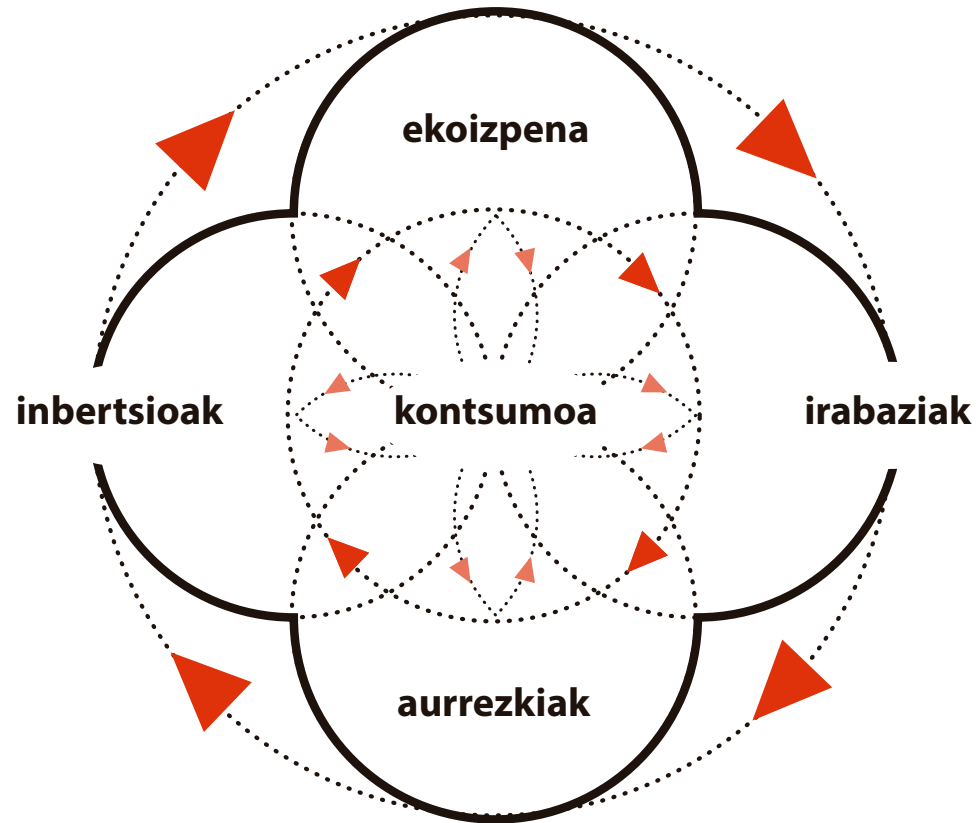 ekoizpena
inbertsioak
kontsumoa
irabaziak
aurrezkiak